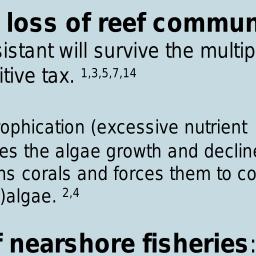 loss of reef commun
sistant will survive the multip
itive tax. 1,3,5,7,14
ophication (excessive nutrient
es the algae growth and decline
ns corals and forces them to co
)algae. 2,4
f nearshore fisheries: